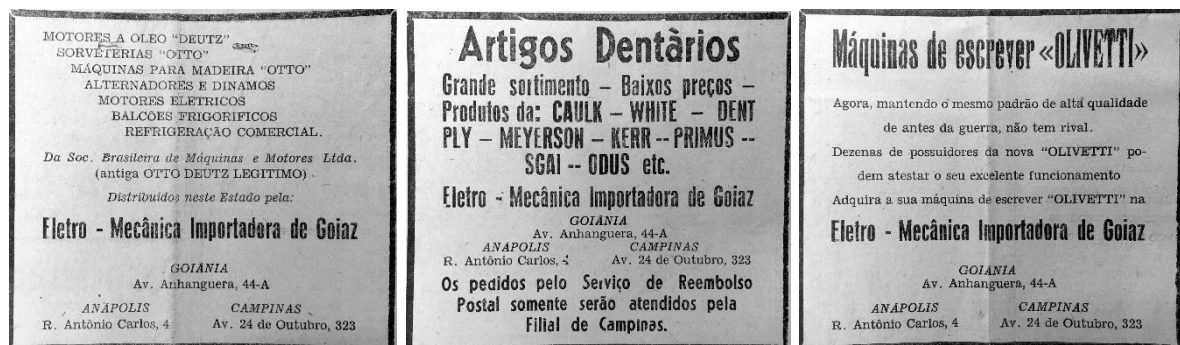 MOTORES A OLEO "DEUTZ"
SORVETERIAS "OTTO"
MÁQUINAS PARA MADEIRA "OTTO"
ALTERNADORES E DINAMOS
MOTORES ELETRICOS
BALCÕES FRIGORIFICOS
REFRIGERAÇÃO COMERCIAL.
Da Soc. Brasileira de Máquinas e Motores Ltda.
(antiga OTTO DEUTZ LEGITIMO)
Distribuidos neste Estado pela:
Eletro - Mecânica Importadora de Goiaz
GOIÂNIA
Av. Anhanguera, 44-A
ANÁPOLIS CAMPINAS
R. Antônio Carlos, 4 Av. 24 de Outubro, 323
Artigos Dentàrios
Grande sortimento – Baixos preços –
Produtos da: CAULK – WHITE – DENT
PLY – MEYERSON – KERR -- PRIMUS --
SGAI -- ODUS etc.
Eletro - Mecânica Importadora de Goiaz
GOIÂNIA
Av. Anhanguera, 44-A
ANAPOLIS CAMPINAS
R. Antônio Carlos, 4 Av. 24 de Outubro, 323
Os pedidos pelo Serviço de Reembolso
Postal somente serão atendidos pela
Filial de Campinas.
Máquinas de escrever «OLIVETTI»
Agora, mantendo o mesmo padrão de alta qualidade
de antes da guerra, não tem rival.
Dezenas de possuidores da nova "OLIVETTI" po-
dem atestar o seu excelente funcionamento
Adquira a sua máquina de escrever "OLIVETTI" na
Eletro - Mecânica Importadora de Goiaz
GOIÂNIA
Av. Anhanguera, 44-A
ANÁPOLIS CAMPINAS
R. Antônio Carlos, 4 Av. 24 de Outubro, 323